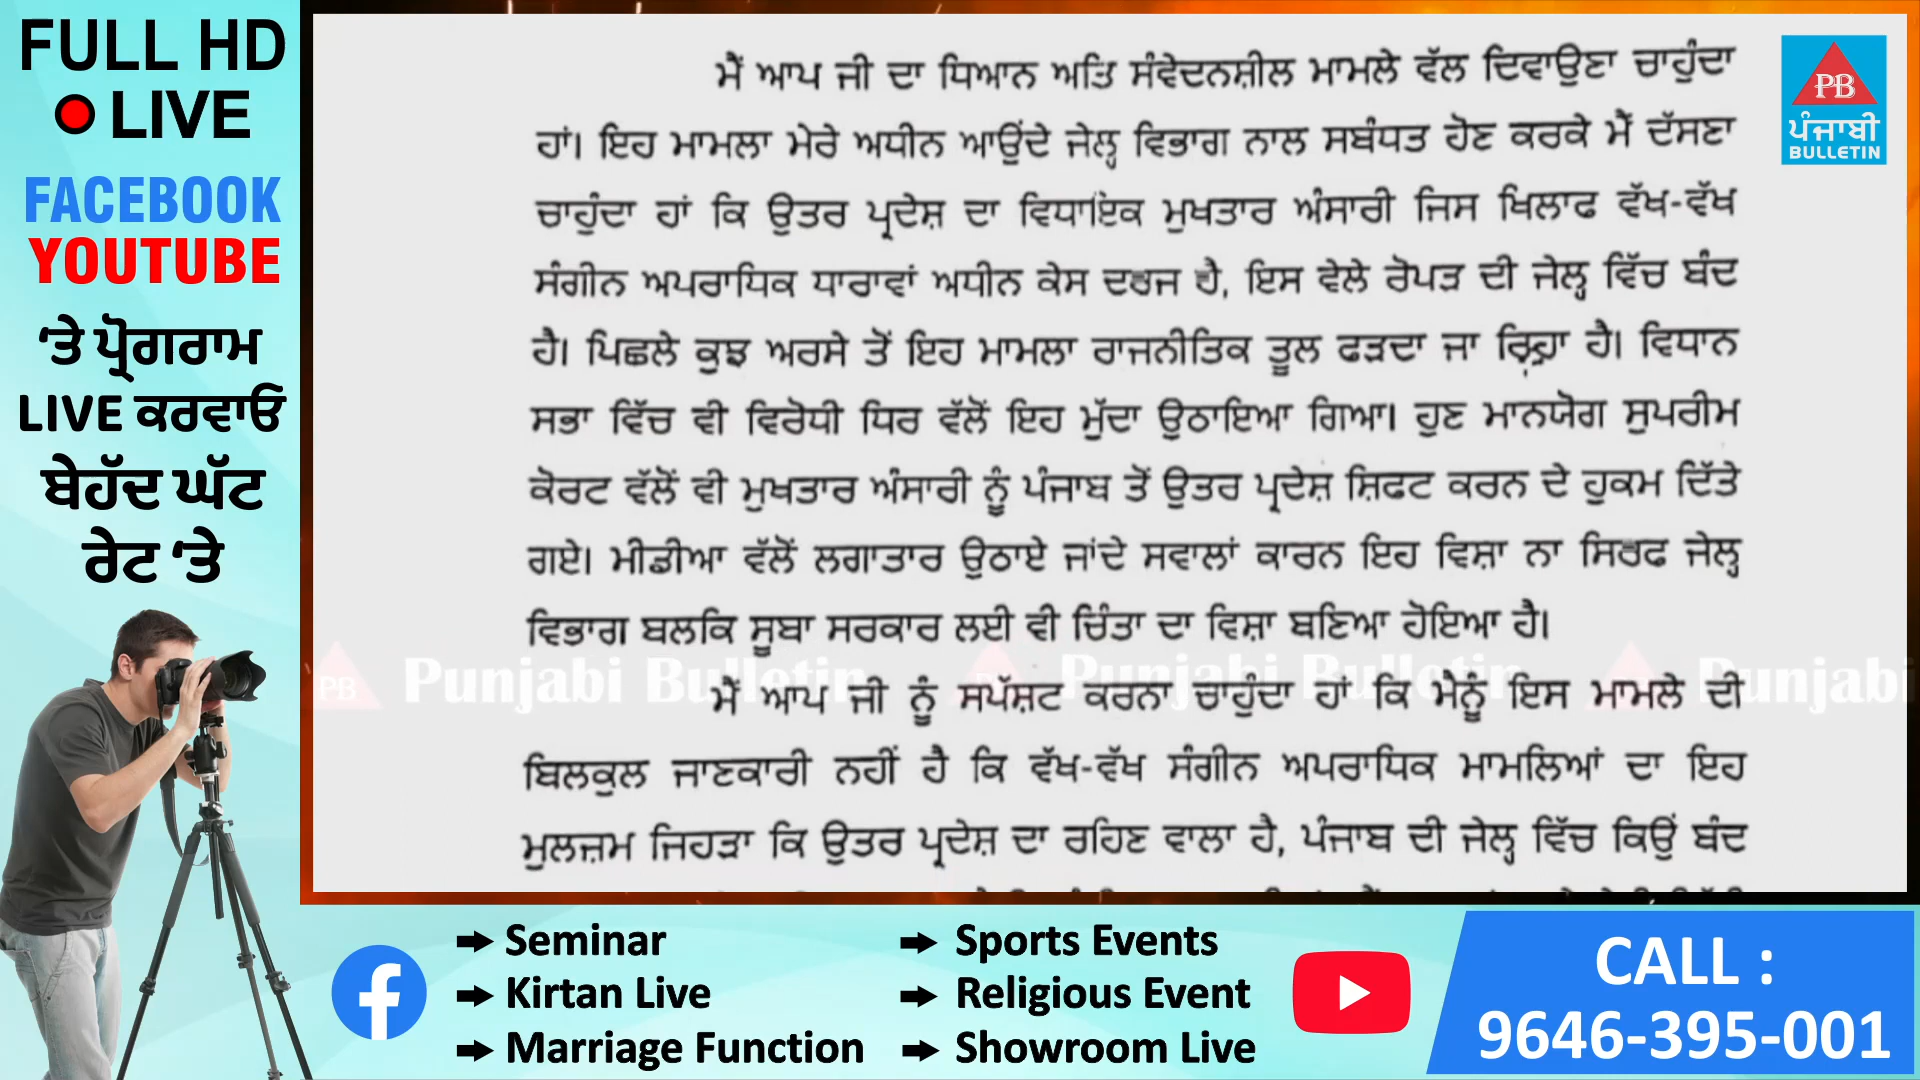 FULL HD
LIVE
FACEBOOK
YOUTUBE
‘ਤੇ ਪ੍ਰੋਗਰਾਮ
LIVE ਕਰਵਾਓ
ਬੇਹੱਦ ਘੱਟ
ਰੇਟ ‘ਤੇ
ਮੈਂ ਆਪ ਜੀ ਦਾ ਧਿਆਨ ਅਤਿ ਸੰਵੇਦਨਸ਼ੀਲ ਮਾਮਲੇ ਵੱਲ ਦਿਵਾਉਣਾ ਚਾਹੁੰਦਾ
ਹਾਂ। ਇਹ ਮਾਮਲਾ ਮੇਰੇ ਅਧੀਨ ਆਉਂਦੇ ਜੇਲ੍ਹ ਵਿਭਾਗ ਨਾਲ ਸਬੰਧਤ ਹੋਣ ਕਰਕੇ ਮੈਂ ਦੱਸਣਾ
ਚਾਹੁੰਦਾ ਹਾਂ ਕਿ ਉਤਰ ਪ੍ਰਦੇਸ਼ ਦਾ ਵਿਧਾਇਕ ਮੁਖਤਾਰ ਅੰਸਾਰੀ ਜਿਸ ਖਿਲਾਫ ਵੱਖ-ਵੱਖ
ਸੰਗੀਨ ਅਪਰਾਧਿਕ ਧਾਰਾਵਾਂ ਅਧੀਨ ਕੇਸ ਦਰਜ ਹੈ, ਇਸ ਵੇਲੇ ਰੋਪੜ ਦੀ ਜੇਲ੍ਹ ਵਿੱਚ ਬੰਦ
ਹੈ। ਪਿਛਲੇ ਕੁਝ ਅਰਸੇ ਤੋਂ ਇਹ ਮਾਮਲਾ ਰਾਜਨੀਤਿਕ ਤੂਲ ਫੜਦਾ ਜਾ ਰਿਹਾ ਹੈ। ਵਿਧਾਨ
ਸਭਾ ਵਿੱਚ ਵੀ ਵਿਰੋਧੀ ਧਿਰ ਵੱਲੋਂ ਇਹ ਮੁੱਦਾ ਉਠਾਇਆ ਗਿਆ। ਹੁਣ ਮਾਨਯੋਗ ਸੁਪਰੀਮ
ਕੋਰਟ ਵੱਲੋਂ ਵੀ ਮੁਖਤਾਰ ਅੰਸਾਰੀ ਨੂੰ ਪੰਜਾਬ ਤੋਂ ਉਤਰ ਪ੍ਰਦੇਸ਼ ਸ਼ਿਫਟ ਕਰਨ ਦੇ ਹੁਕਮ ਦਿੱਤੇ
ਗਏ। ਮੀਡੀਆ ਵੱਲੋਂ ਲਗਾਤਾਰ ਉਠਾਏ ਜਾਂਦੇ ਸਵਾਲਾਂ ਕਾਰਨ ਇਹ ਵਿਸ਼ਾ ਨਾ ਸਿਰਫ ਜੇਲ੍ਹ
ਵਿਭਾਗ ਬਲਕਿ ਸੂਬਾ ਸਰਕਾਰ ਲਈ ਵੀ ਚਿੰਤਾ ਦਾ ਵਿਸ਼ਾ ਬਣਿਆ ਹੋਇਆ ਹੈ।
ਮੈਂ ਆਪ ਜੀ ਨੂੰ ਸਪੱਸ਼ਟ ਕਰਨਾ ਚਾਹੁੰਦਾ ਹਾਂ ਕਿ ਮੈਨੂੰ ਇਸ ਮਾਮਲੇ ਦੀ
ਬਿਲਕੁਲ ਜਾਣਕਾਰੀ ਨਹੀਂ ਹੈ ਕਿ ਵੱਖ-ਵੱਖ ਸੰਗੀਨ ਅਪਰਾਧਿਕ ਮਾਮਲਿਆਂ ਦਾ ਇਹ
ਮੁਲਜ਼ਮ ਜਿਹੜਾ ਕਿ ਉਤਰ ਪ੍ਰਦੇਸ਼ ਦਾ ਰਹਿਣ ਵਾਲਾ ਹੈ, ਪੰਜਾਬ ਦੀ ਜੇਲ੍ਹ ਵਿੱਚ ਕਿਉਂ ਬੰਦ
PB Punjabi Bulletin PB Punjabi Bulletin Punjabi
PB
ਪੰਜਾਬੀ
BULLETIN
Seminar
Kirtan Live
Marriage Function
Sports Events
Religious Event
Showroom Live
CALL :
9646-395-001